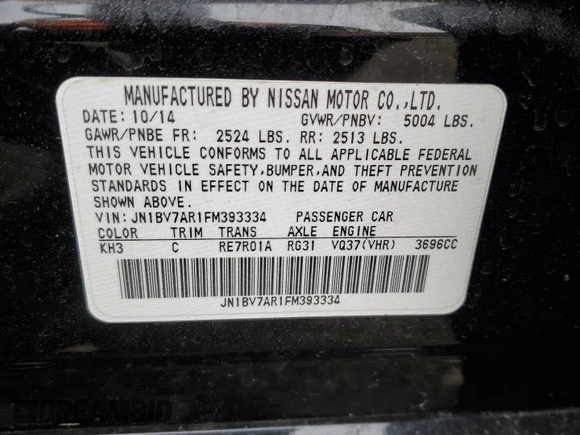 MANUFACTURED BY NISSAN MOTOR CO.,LTD.
DATE: 10/14 GVWR/PNBV: 5004 LBS.
GAWR/PNBE FR: 2524 LBS. RR: 2513 LBS.
THIS VEHICLE CONFORMS TO ALL APPLICABLE FEDERAL
MOTOR VEHICLE SAFETY,BUMPER,AND THEFT PREVENTION
STANDARDS IN EFFECT ON THE DATE OF MANUFACTURE
SHOWN ABOVE.
VIN: JN1BV7AR1FM393334 PASSENGER CAR
COLOR TRIM TRANS AXLE ENGINE
KH3 C RE7R01A RG31 VQ37(VHR) 3696CC
JN1BV7AR1FM393334
DREAMBID